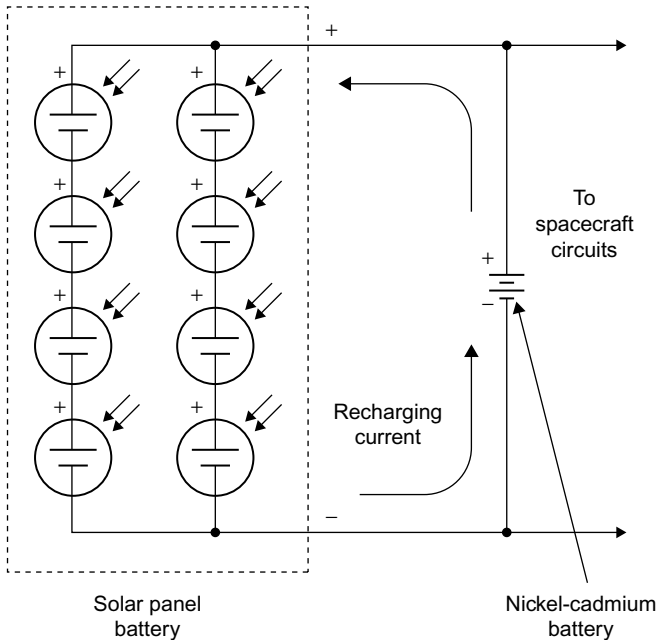 +
+
+
+
+
+
+
+
+
To
spacecraft
circuits
+
−
Recharging
current
−
Solar panel
battery
Nickel-cadmium
battery